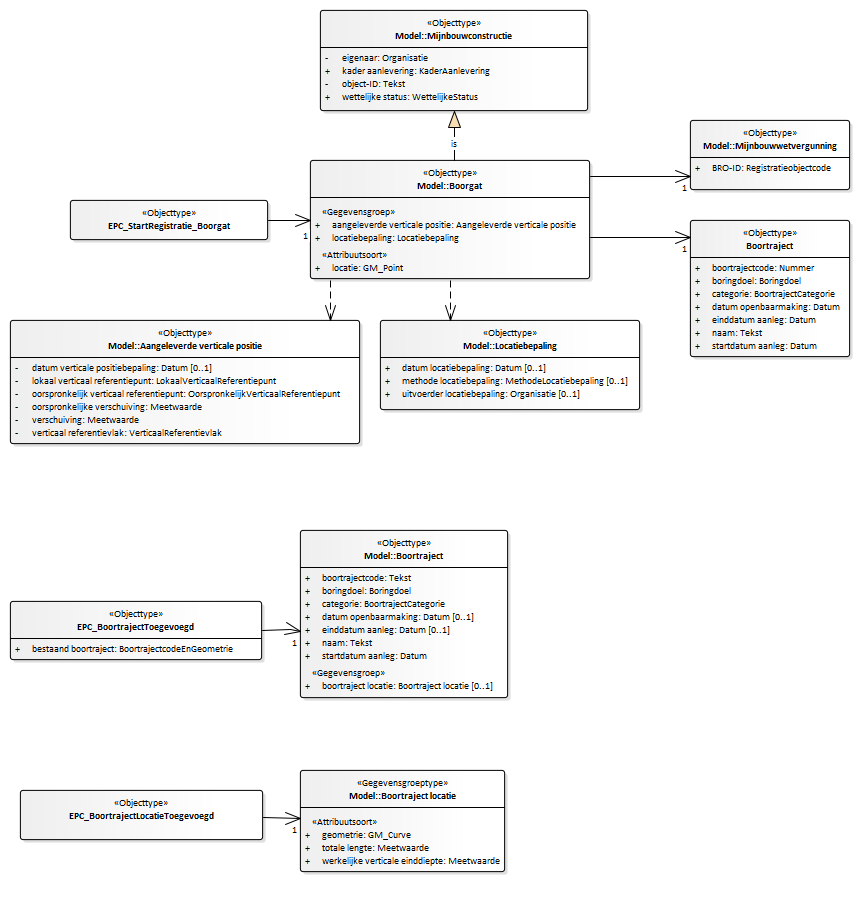 «Objecttype»
Model::Mijnbouwconstructie
- eigenaar: Organisatie
+ kader aanlevering: KaderAanlevering
- object-ID: Tekst
+ wettelijke status: WettelijkeStatus
is
«Objecttype»
Model::Mijnbouwwetvergunning
+ BRO-ID: Registratieobjectcode
1
«Objecttype»
Model::Boorgat
«Gegevensgroep»
+ aangeleverde verticale positie: Aangeleverde verticale positie
+ locatiebepaling: Locatiebepaling
«Attribuutsoort»
+ locatie: GM_Point
«Objecttype»
EPC_StartRegistratie_Boorgat
1
1
«Objecttype»
Boortraject
+ boortrajectcode: Nummer
+ boringdoel: Boringdoel
+ categorie: BoortrajectCategorie
+ datum openbaarmaking: Datum
+ einddatum aanleg: Datum
+ naam: Tekst
+ startdatum aanleg: Datum
«Objecttype»
Model::Aangeleverde verticale positie
- datum verticale positiebepaling: Datum [0..1]
- lokaal verticaal referentiepunt: LokaalVerticaalReferentiepunt
- oorspronkelijk verticaal referentiepunt: OorspronkelijkVerticaalReferentiepunt
- oorspronkelijke verschuiving: Meetwaarde
- verschuiving: Meetwaarde
- verticaal referentievlak: VerticaalReferentievlak
«Objecttype»
Model::Locatiebepaling
+ datum locatiebepaling: Datum [0..1]
+ methode locatiebepaling: MethodeLocatiebepaling [0..1]
+ uitvoerder locatiebepaling: Organisatie [0..1]
«Objecttype»
EPC_BoortrajectToegevoegd
+ bestaand boortraject: BoortrajectcodeEnGeometrie
1
«Objecttype»
Model::Boortraject
+ boortrajectcode: Tekst
+ boringdoel: Boringdoel
+ categorie: BoortrajectCategorie
+ datum openbaarmaking: Datum [0..1]
+ einddatum aanleg: Datum [0..1]
+ naam: Tekst
+ startdatum aanleg: Datum
«Gegevensgroep»
+ boortraject locatie: Boortraject locatie [0..1]
«Objecttype»
EPC_BoortrajectLocatieToegevoegd
1
«Gegevensgroeptype»
Model::Boortraject locatie
«Attribuutsoort»
+ geometrie: GM_Curve
+ totale lengte: Meetwaarde
+ werkelijke verticale einddiepte: Meetwaarde